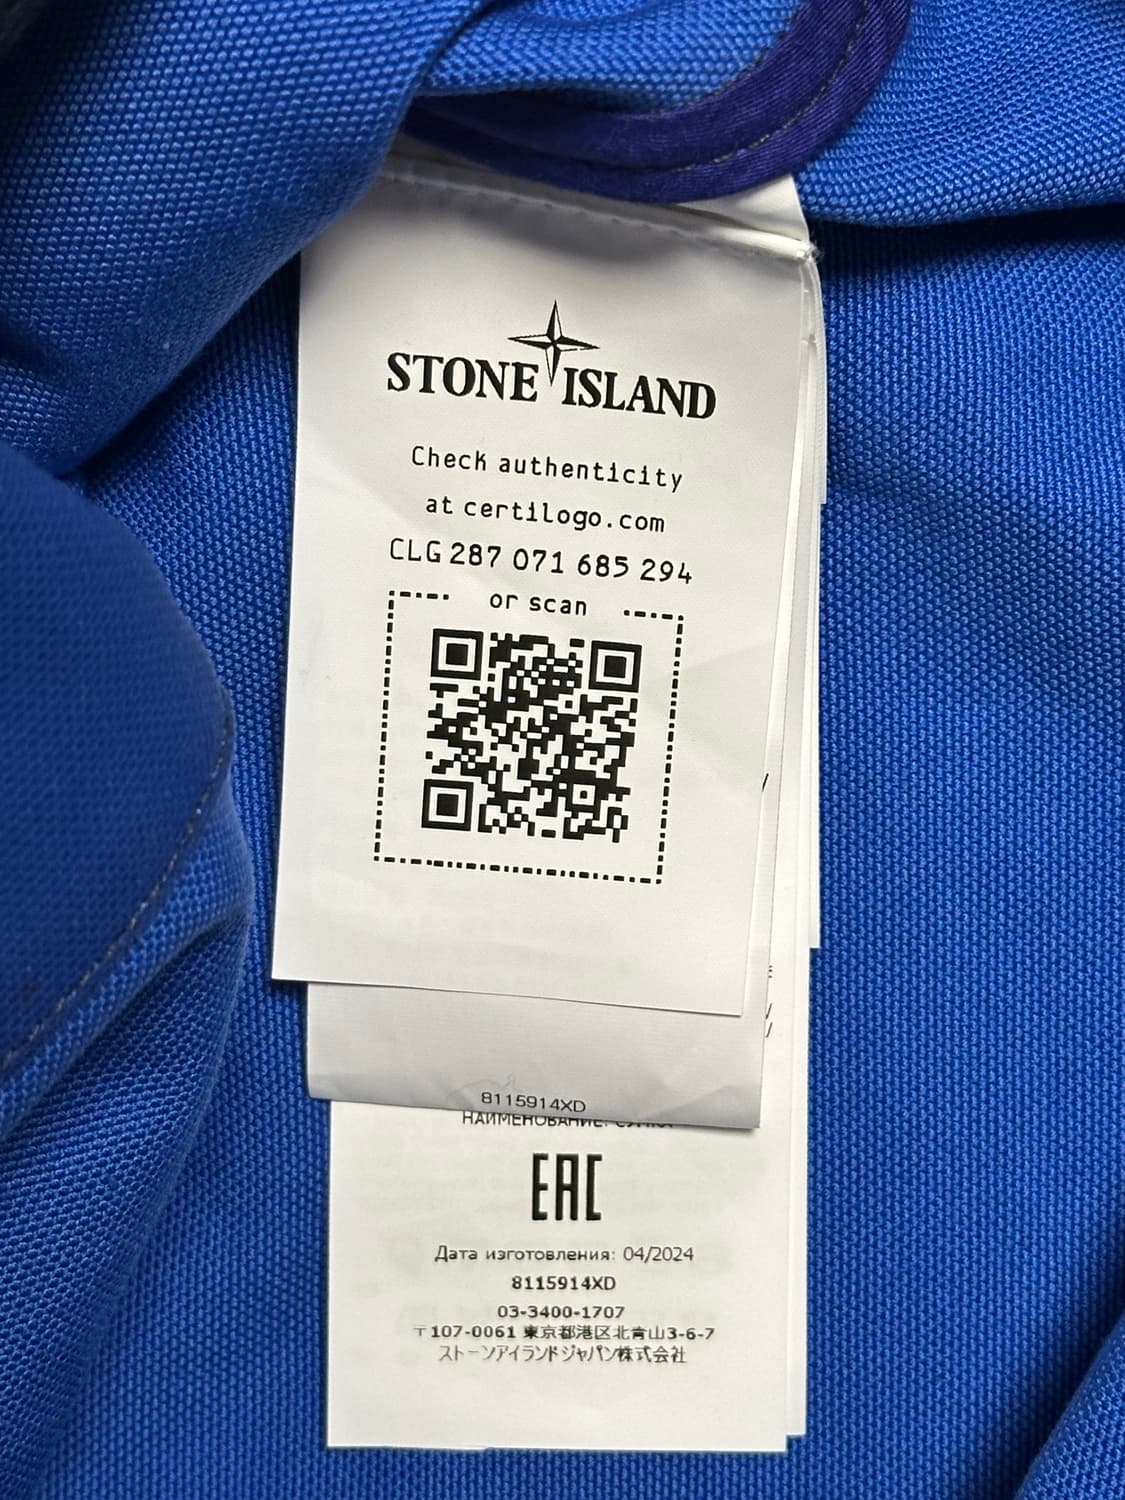 STONE ISLAND
Check authenticity
at certilogo.com
CLG 287 071 685 294
or scan
8115914XD
НАИМЕНОВАНИЕ: СУМКА
EAC
Дата изготовления: 04/2024
8115914XD
03-3400-1707
〒107-0061 東京都港区北青山3-6-7
ストーンアイランドジャパン株式会社